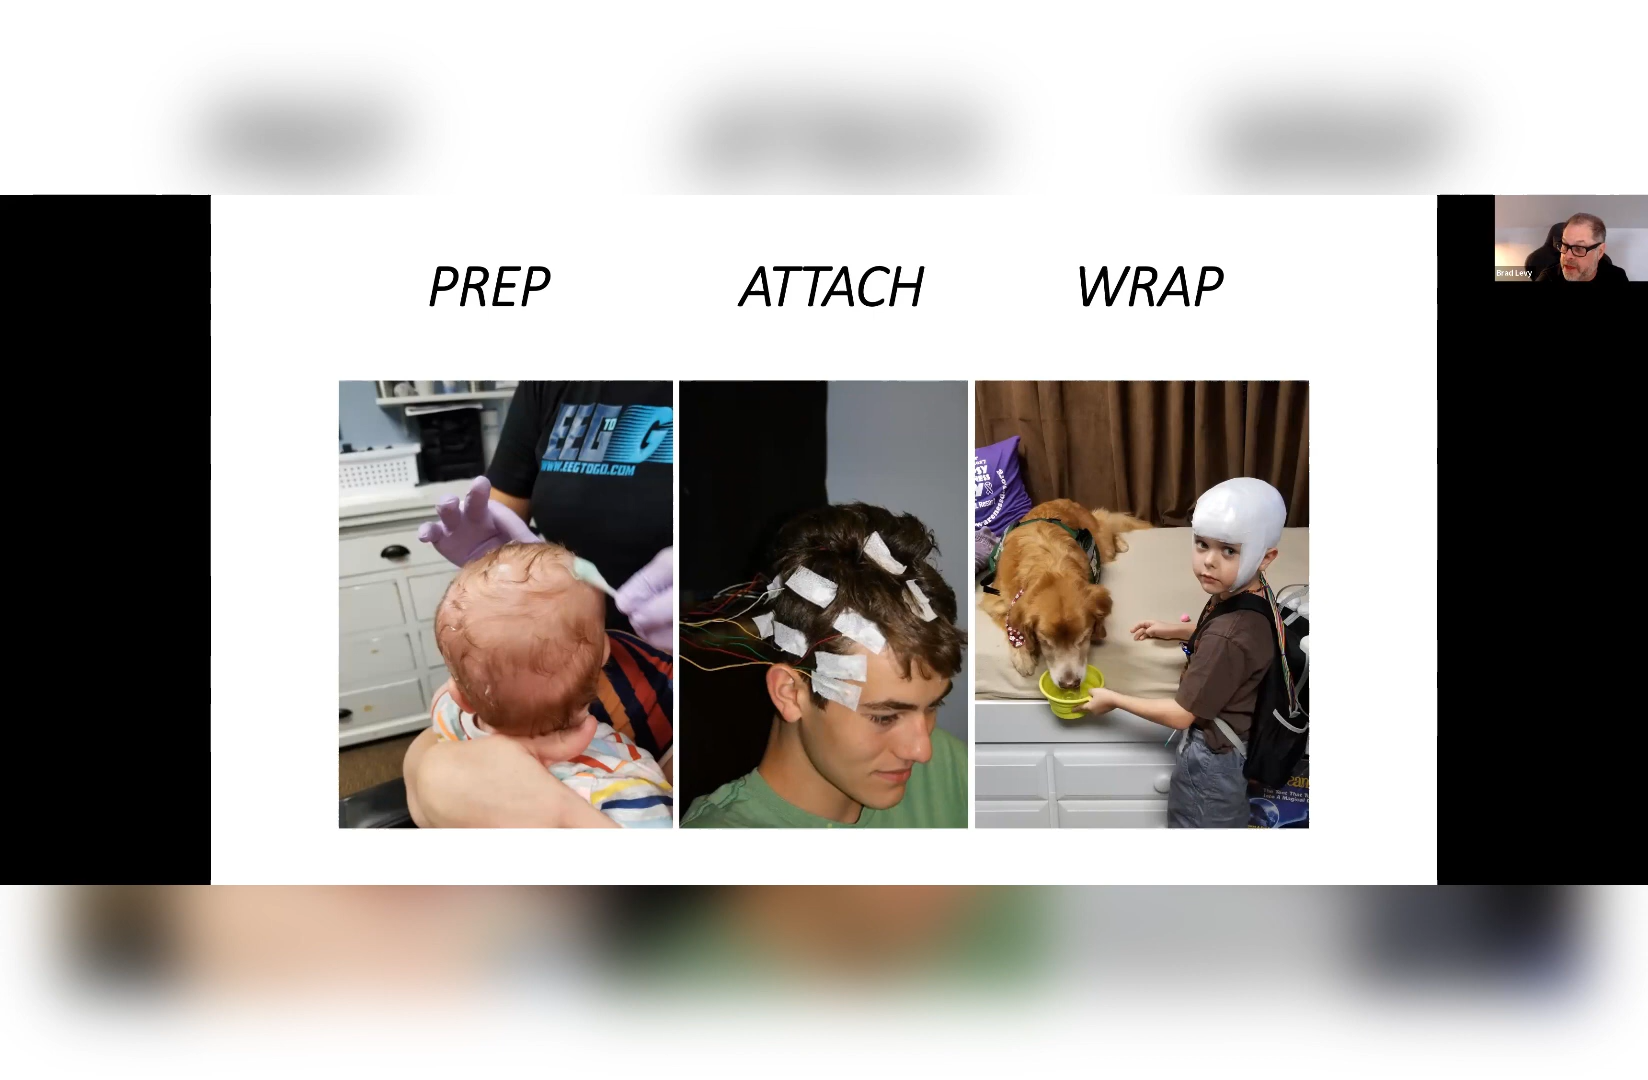 PREP
ATTACH
WRAP
Brad Levy
EEG TO G
WWW.EEGTOGO.COM